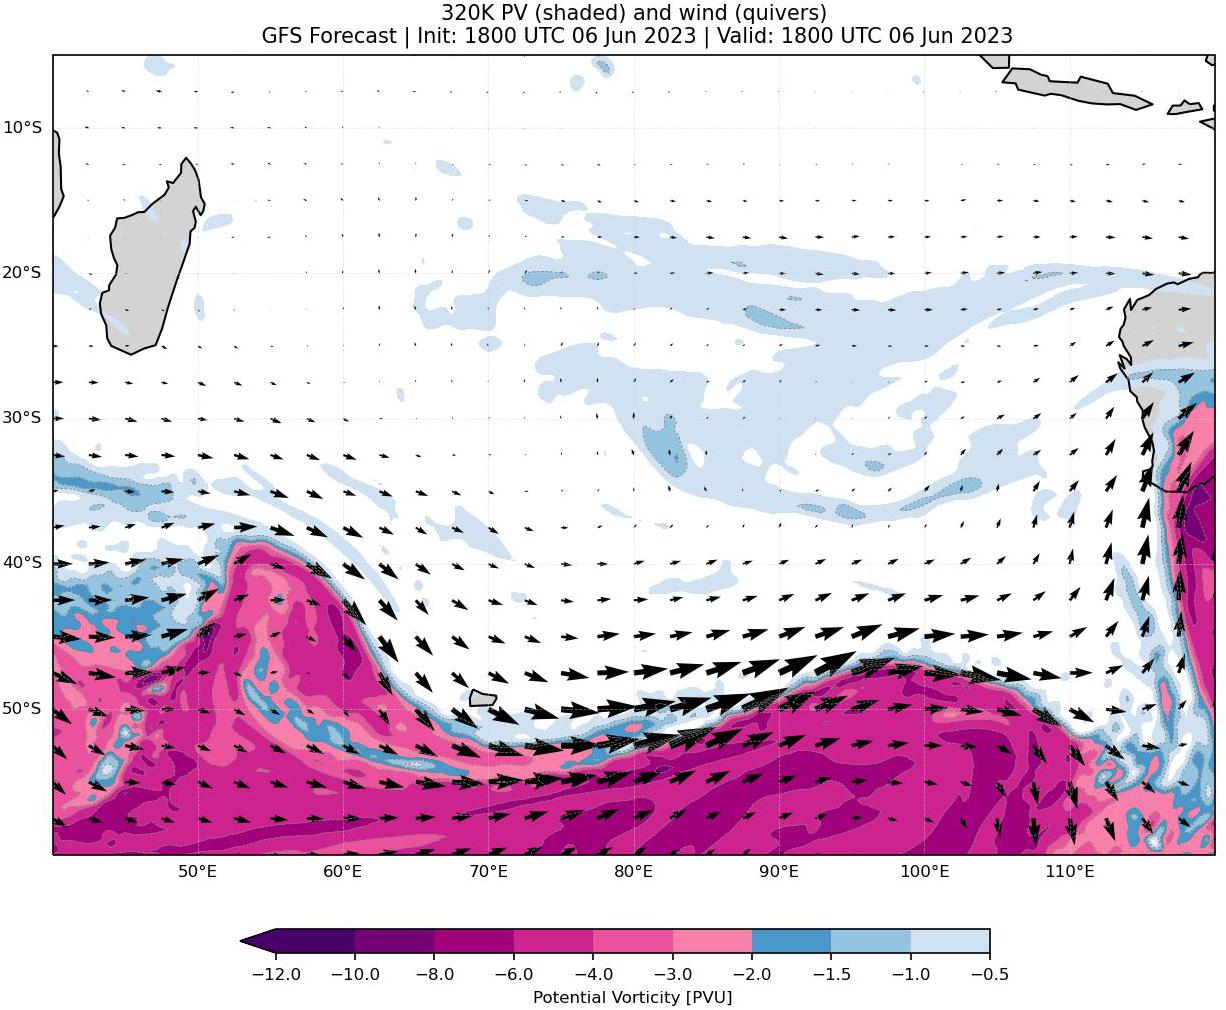 320K PV (shaded) and wind (quivers)
GFS Forecast | Init: 1800 UTC 06 Jun 2023 | Valid: 1800 UTC 06 Jun 2023
10°S
20°S
30°S
40°S
50°S
50°E 60°E 70°E 80°E 90°E 100°E 110°E
−12.0 −10.0 −8.0 −6.0 −4.0 −3.0 −2.0 −1.5 −1.0 −0.5
Potential Vorticity [PVU]